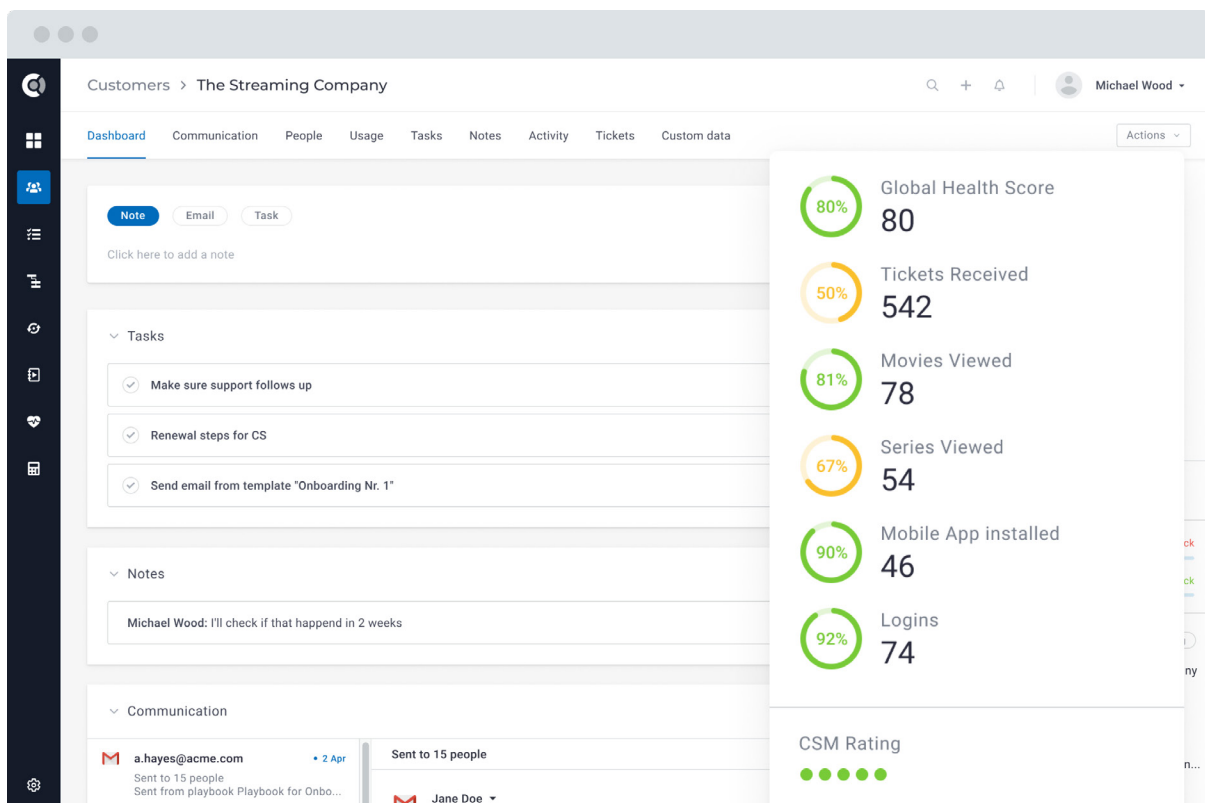 Customers > The Streaming Company
Michael Wood
Dashboard Communication People Usage Tasks Notes Activity Tickets Custom data
Actions
Note Email Task
Click here to add a note
Tasks
Make sure support follows up
Renewal steps for CS
Send email from template "Onboarding Nr. 1"
Notes
Michael Wood: I'll check if that happend in 2 weeks
Communication
a.hayes@acme.com • 2 Apr
Sent to 15 people
Sent from playbook Playbook for Onbo...
Sent to 15 people
Jane Doe
80% Global Health Score
80
50% Tickets Received
542
81% Movies Viewed
78
67% Series Viewed
54
90% Mobile App installed
46
92% Logins
74
CSM Rating
ck
ck
ny
n...